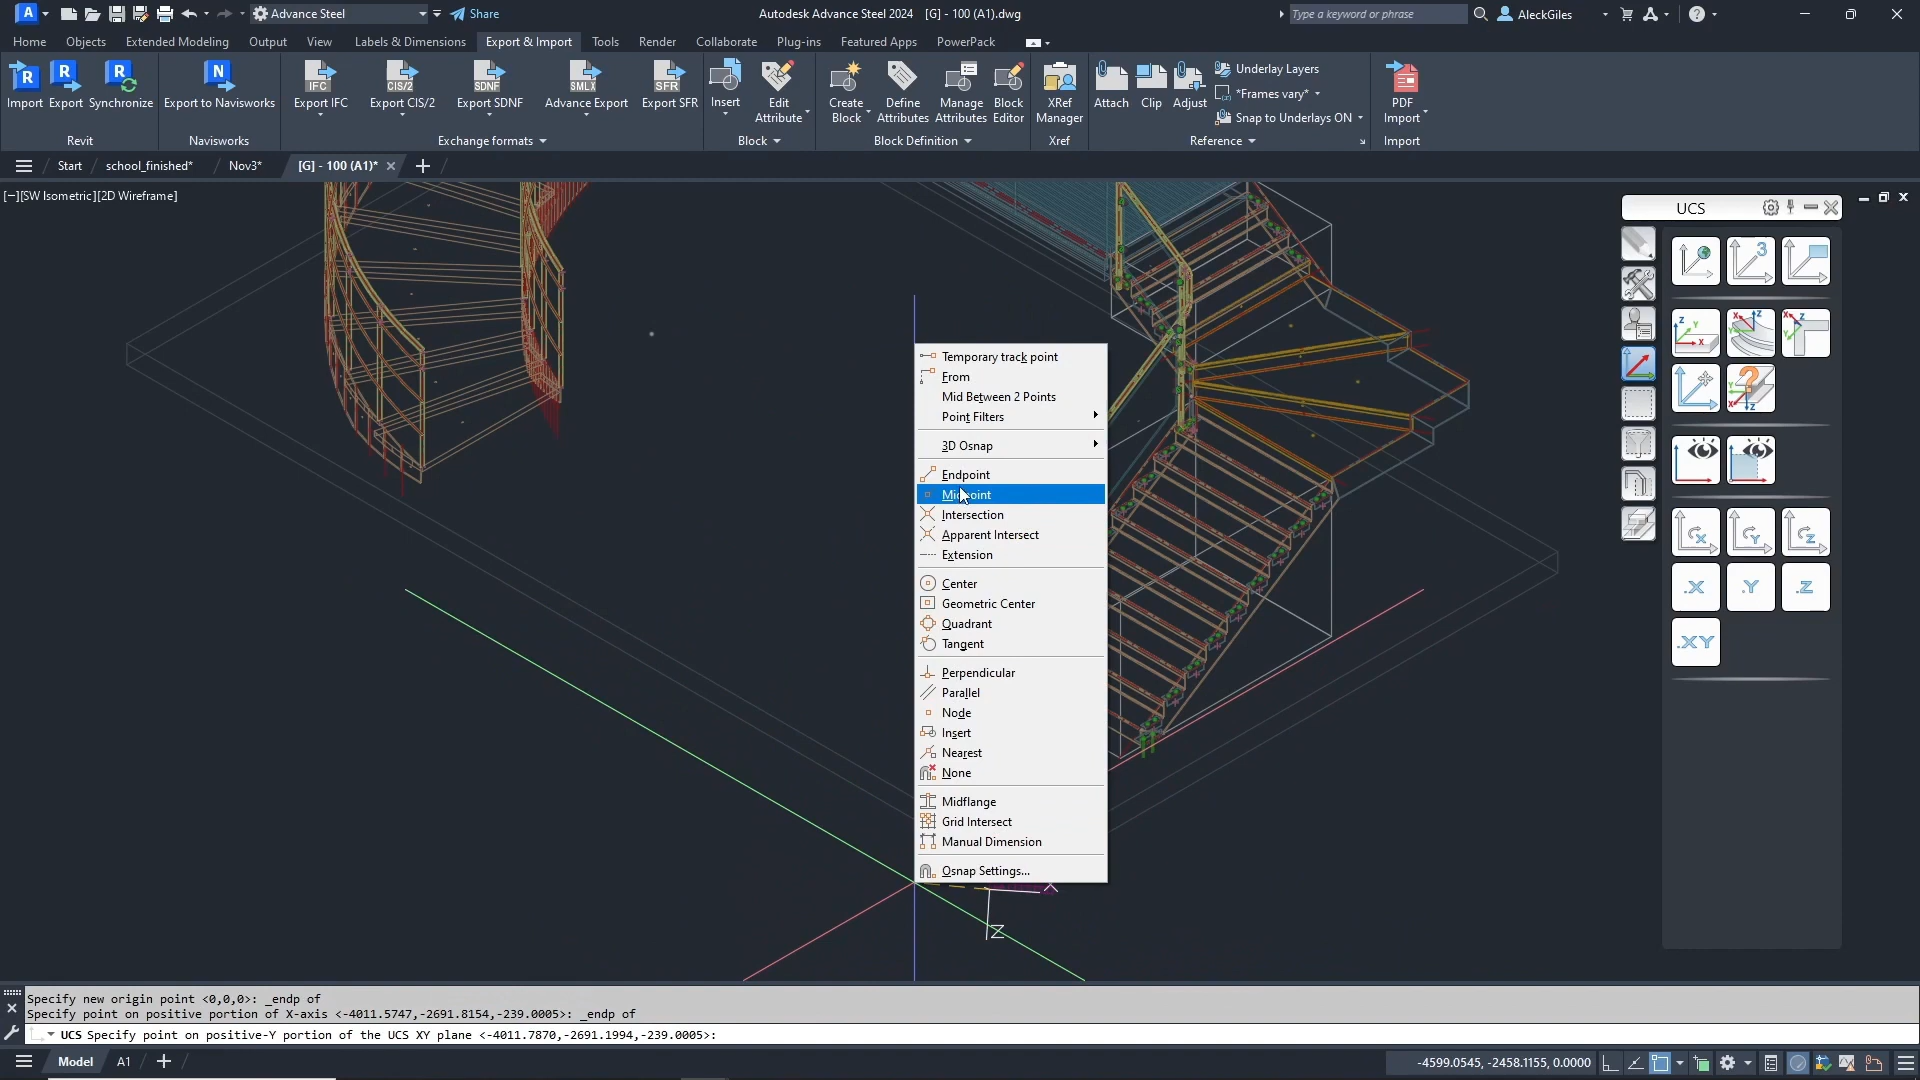 Advance Steel
Share
Autodesk Advance Steel 2024 [G] - 100 (A1).dwg
Type a keyword or phrase
AleckGiles
Home Objects Extended Modeling Output View Labels & Dimensions Export & Import Tools Render Collaborate Plug-ins Featured Apps PowerPack
R R R N IFC CIS/2 SDNF SMLX SFR
Import Export Synchronize Export to Navisworks Export IFC Export CIS/2 Export SDNF Advance Export Export SFR Insert Edit Attribute Create Block Define Attributes Manage Attributes Block Editor XRef Manager Attach Clip Adjust PDF Import
Underlay Layers
*Frames vary*
Snap to Underlays ON
Revit Navisworks Exchange formats Block Block Definition Xref Reference Import
Start school_finished* Nov3* [G] - 100 (A1)*
[−][SW Isometric][2D Wireframe]
UCS
Temporary track point
From
Mid Between 2 Points
Point Filters
3D Osnap
Endpoint
Midpoint
Intersection
Apparent Intersect
Extension
Center
Geometric Center
Quadrant
Tangent
Perpendicular
Parallel
Node
Insert
Nearest
None
Midflange
Grid Intersect
Manual Dimension
Osnap Settings...
X
Z
.X .Y .Z
.XY
Specify new origin point <0,0,0>: _endp of
Specify point on positive portion of X-axis <-4011.5747,-2691.8154,-239.0005>: _endp of
UCS Specify point on positive-Y portion of the UCS XY plane <-4011.7870,-2691.1994,-239.0005>:
Model A1
-4599.0545, -2458.1155, 0.0000